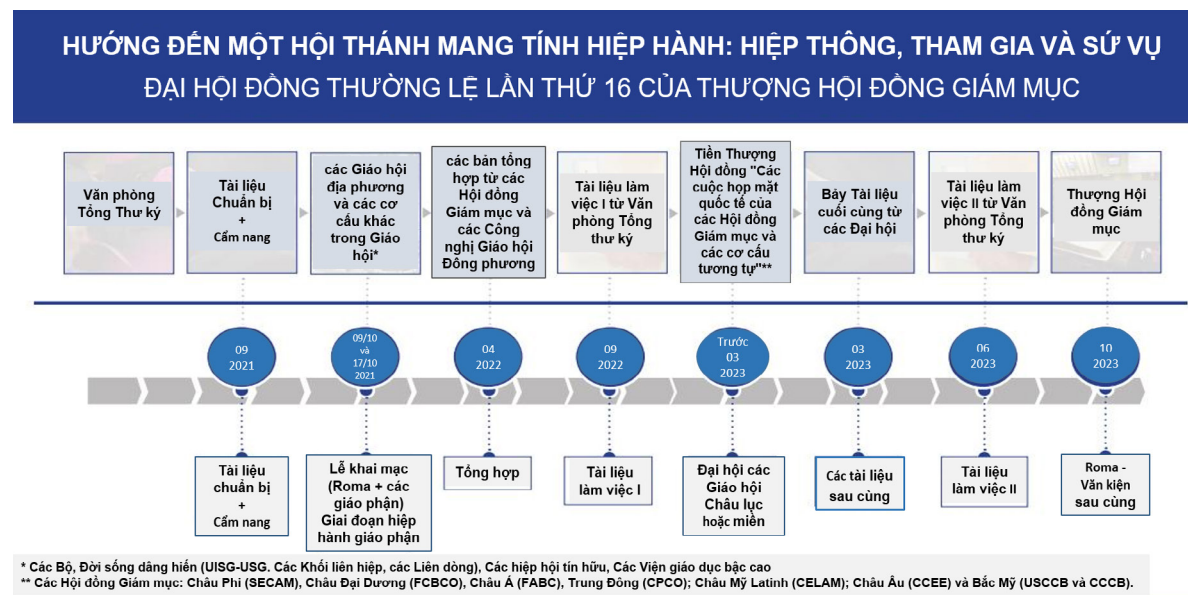 HƯỚNG ĐẾN MỘT HỘI THÁNH MANG TÍNH HIỆP HÀNH: HIỆP THÔNG, THAM GIA VÀ SỨ VỤ
ĐẠI HỘI ĐỒNG THƯỜNG LỆ LẦN THỨ 16 CỦA THƯỢNG HỘI ĐỒNG GIÁM MỤC
Văn phòng
Tổng Thư ký
Tài liệu
Chuẩn bị
+
Cẩm nang
các Giáo hội
địa phương
và các cơ
cấu khác
trong Giáo
hội*
các bản tổng
hợp từ các
Hội đồng
Giám mục và
các Công
nghị Giáo hội
Đông phương
Tài liệu làm
việc I từ Văn
phòng Tổng
thư ký
Tiền Thượng
Hội đồng "Các
cuộc họp mặt
quốc tế của
các Hội đồng
Giám mục và
các cơ cấu
tương tự"**
Bảy Tài liệu
cuối cùng từ
các Đại hội
Tài liệu làm
việc II từ Văn
phòng Tổng
thư ký
Thượng Hội
đồng Giám
mục
09
2021
09/10
và
17/10
2021
04
2022
09
2022
Trước
03
2023
03
2023
06
2023
10
2023
Tài liệu
chuẩn bị
+
Cẩm nang
Lễ khai mạc
(Roma + các
giáo phận)
Giai đoạn hiệp
hành giáo phận
Tổng hợp
Tài liệu
làm việc I
Đại hội các
Giáo hội
Châu lục
hoặc miền
Các tài liệu
sau cùng
Tài liệu
làm việc II
Roma -
Văn kiện
sau cùng
* Các Bộ, Đời sống dâng hiến (UISG-USG. Các Khối liên hiệp, các Liên dòng), Các hiệp hội tín hữu, Các Viện giáo dục bậc cao
** Các Hội đồng Giám mục: Châu Phi (SECAM), Châu Đại Dương (FCBCO), Châu Á (FABC), Trung Đông (CPCO); Châu Mỹ Latinh (CELAM); Châu Âu (CCEE) và Bắc Mỹ (USCCB và CCCB).